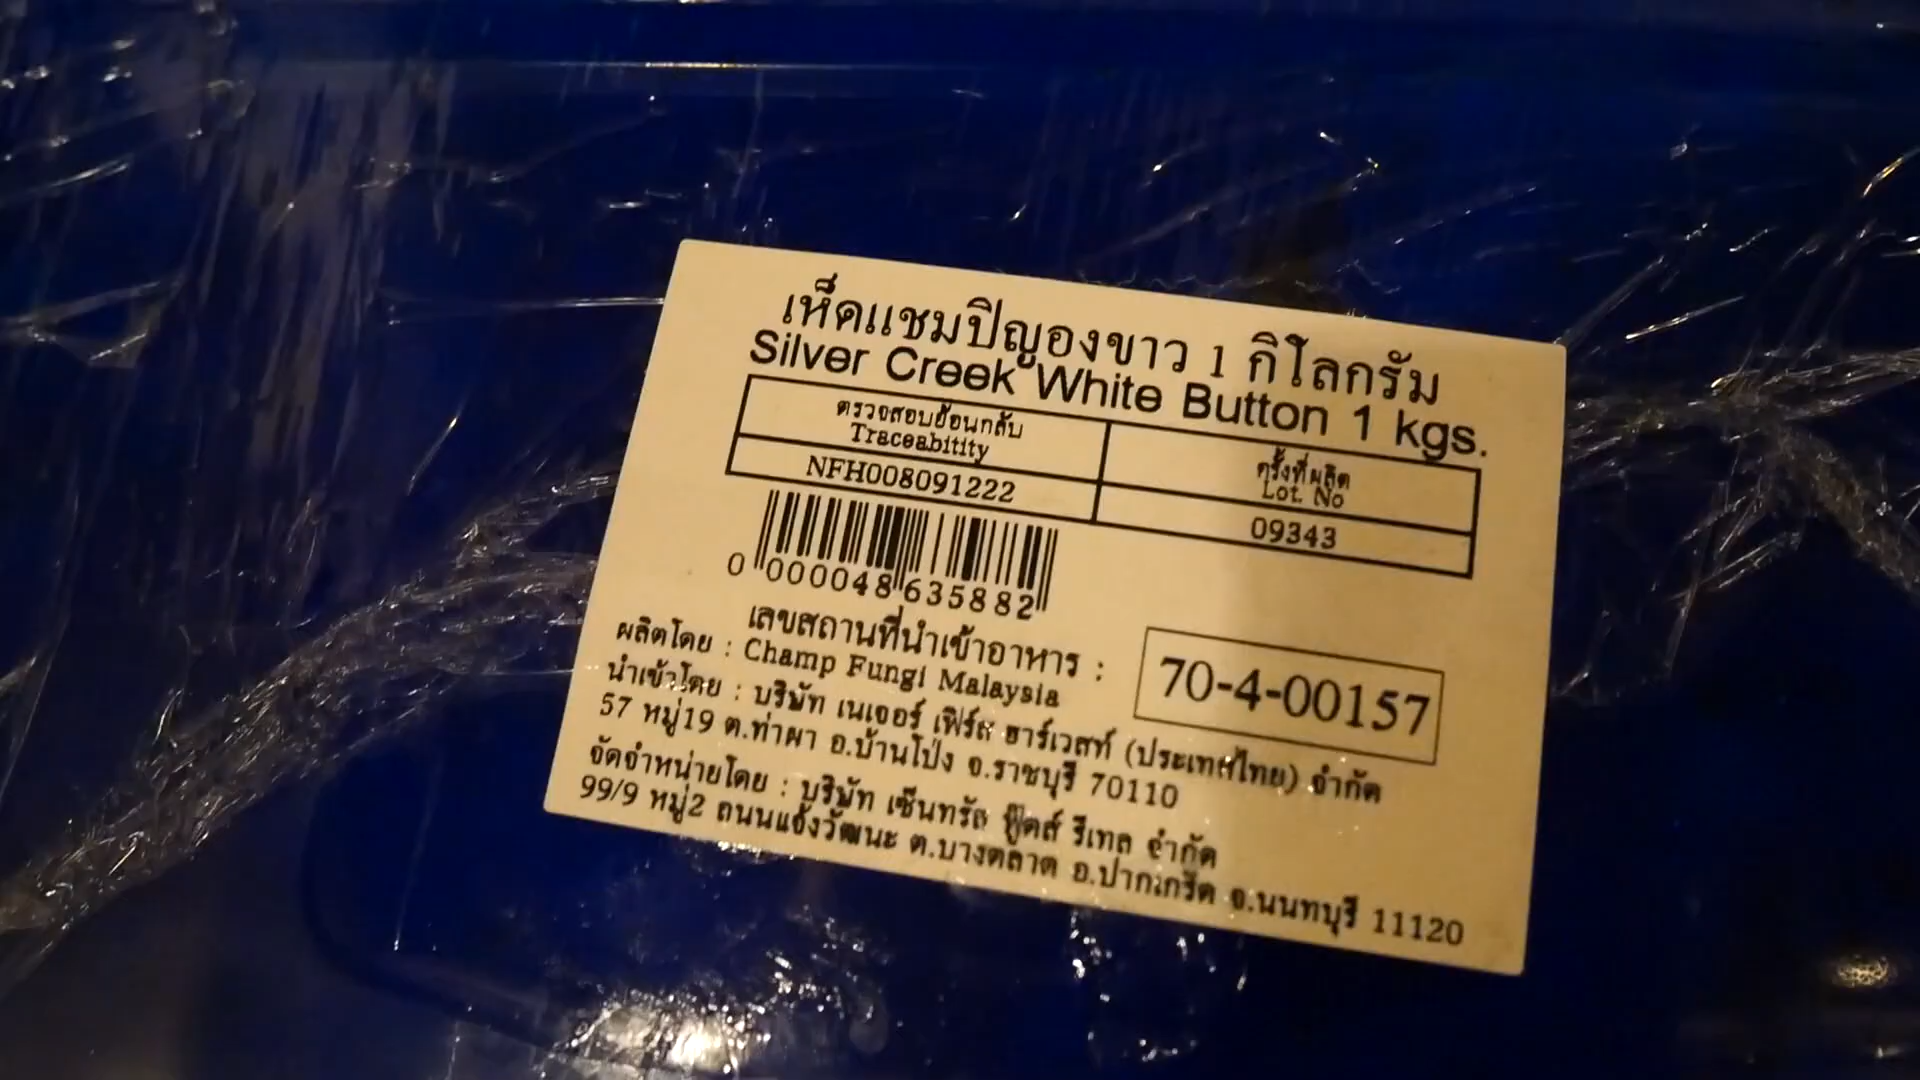 เห็ดแชมปิญองขาว 1 กิโลกรัม
Silver Creek White Button 1 kgs.
ตรวจสอบย้อนกลับ
Traceabitity
ครั้งที่ผลิต
Lot. No
NFH008091222
09343
0 000048 635882
เลขสถานที่นำเข้าอาหาร :
70-4-00157
ผลิตโดย : Champ Fungi Malaysia
นำเข้าโดย : บริษัท เนเจอร์ เฟิร์ส ฮาร์เวสท์ (ประเทศไทย) จำกัด
57 หมู่19 ต.ท่าผา อ.บ้านโป่ง จ.ราชบุรี 70110
จัดจำหน่ายโดย : บริษัท เซ็นทรัล ฟู๊ดส์ รีเทล จำกัด
99/9 หมู่2 ถนนแจ้งวัฒนะ ต.บางตลาด อ.ปากเกร็ด จ.นนทบุรี 11120